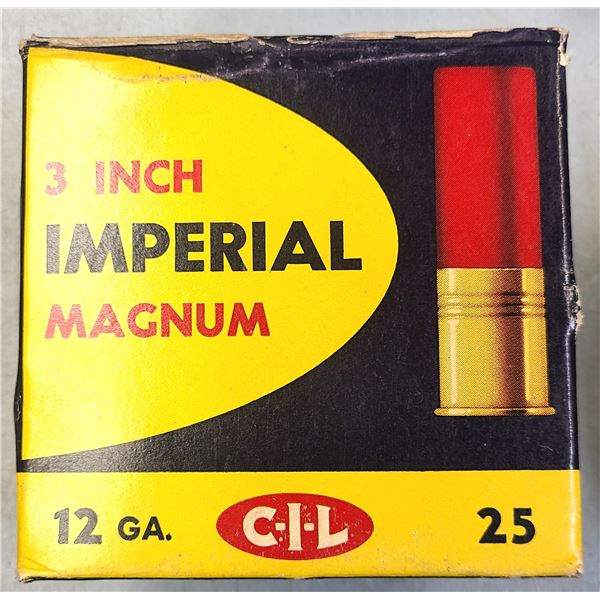 3 INCH
IMPERIAL
MAGNUM
12 GA. C-I-L 25